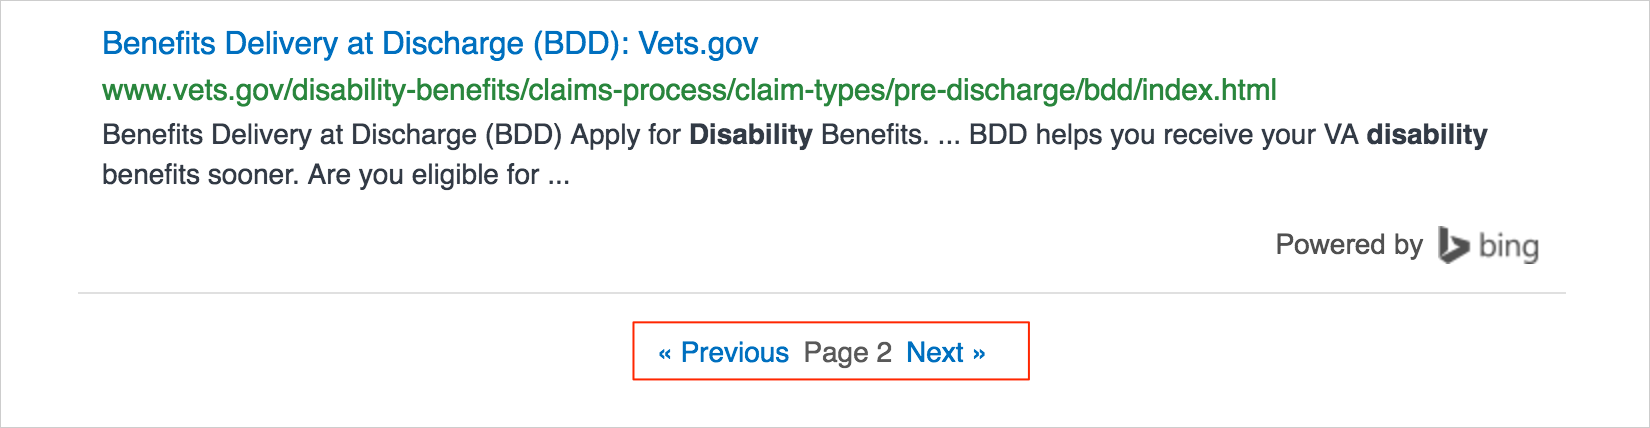 Benefits Delivery at Discharge (BDD): Vets.gov
www.vets.gov/disability-benefits/claims-process/claim-types/pre-discharge/bdd/index.html
Benefits Delivery at Discharge (BDD) Apply for Disability Benefits. ... BDD helps you receive your VA disability
benefits sooner. Are you eligible for ...
Powered by bing
« Previous Page 2 Next »